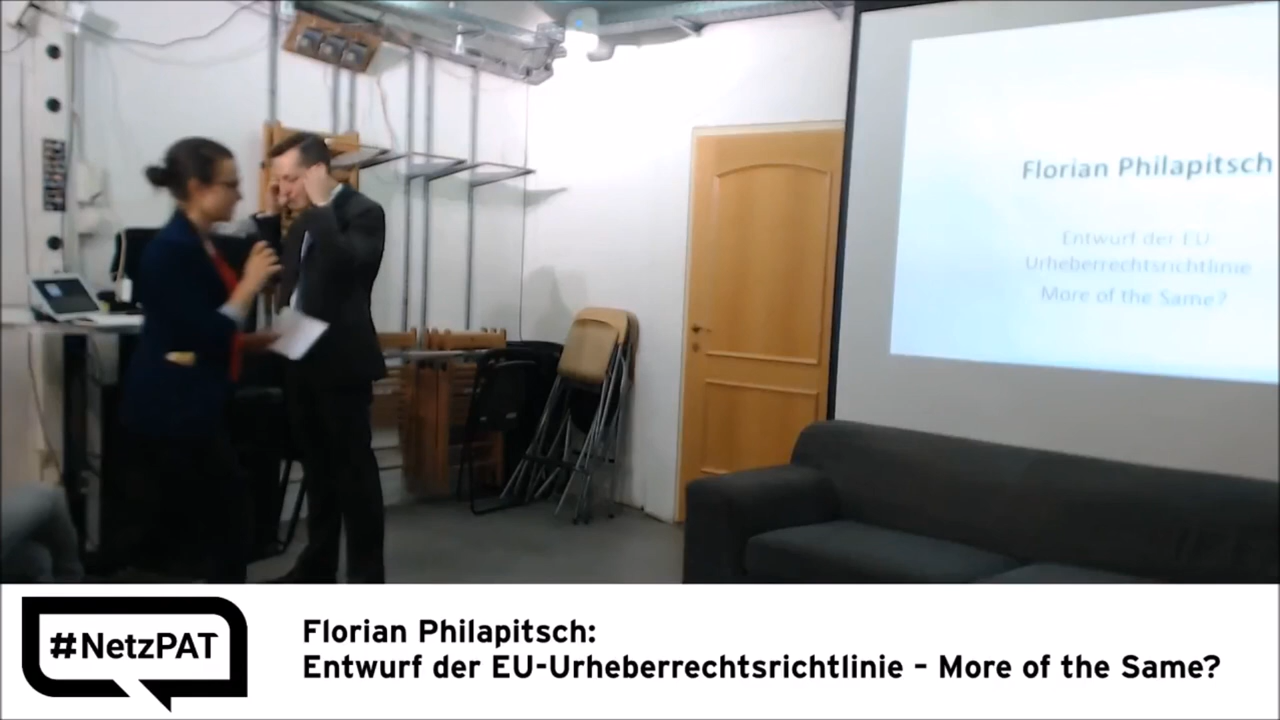 Florian Philapitsch
Entwurf der EU-
Urheberrechtsrichtlinie
More of the Same?
#NetzPAT
Florian Philapitsch:
Entwurf der EU-Urheberrechtsrichtlinie – More of the Same?